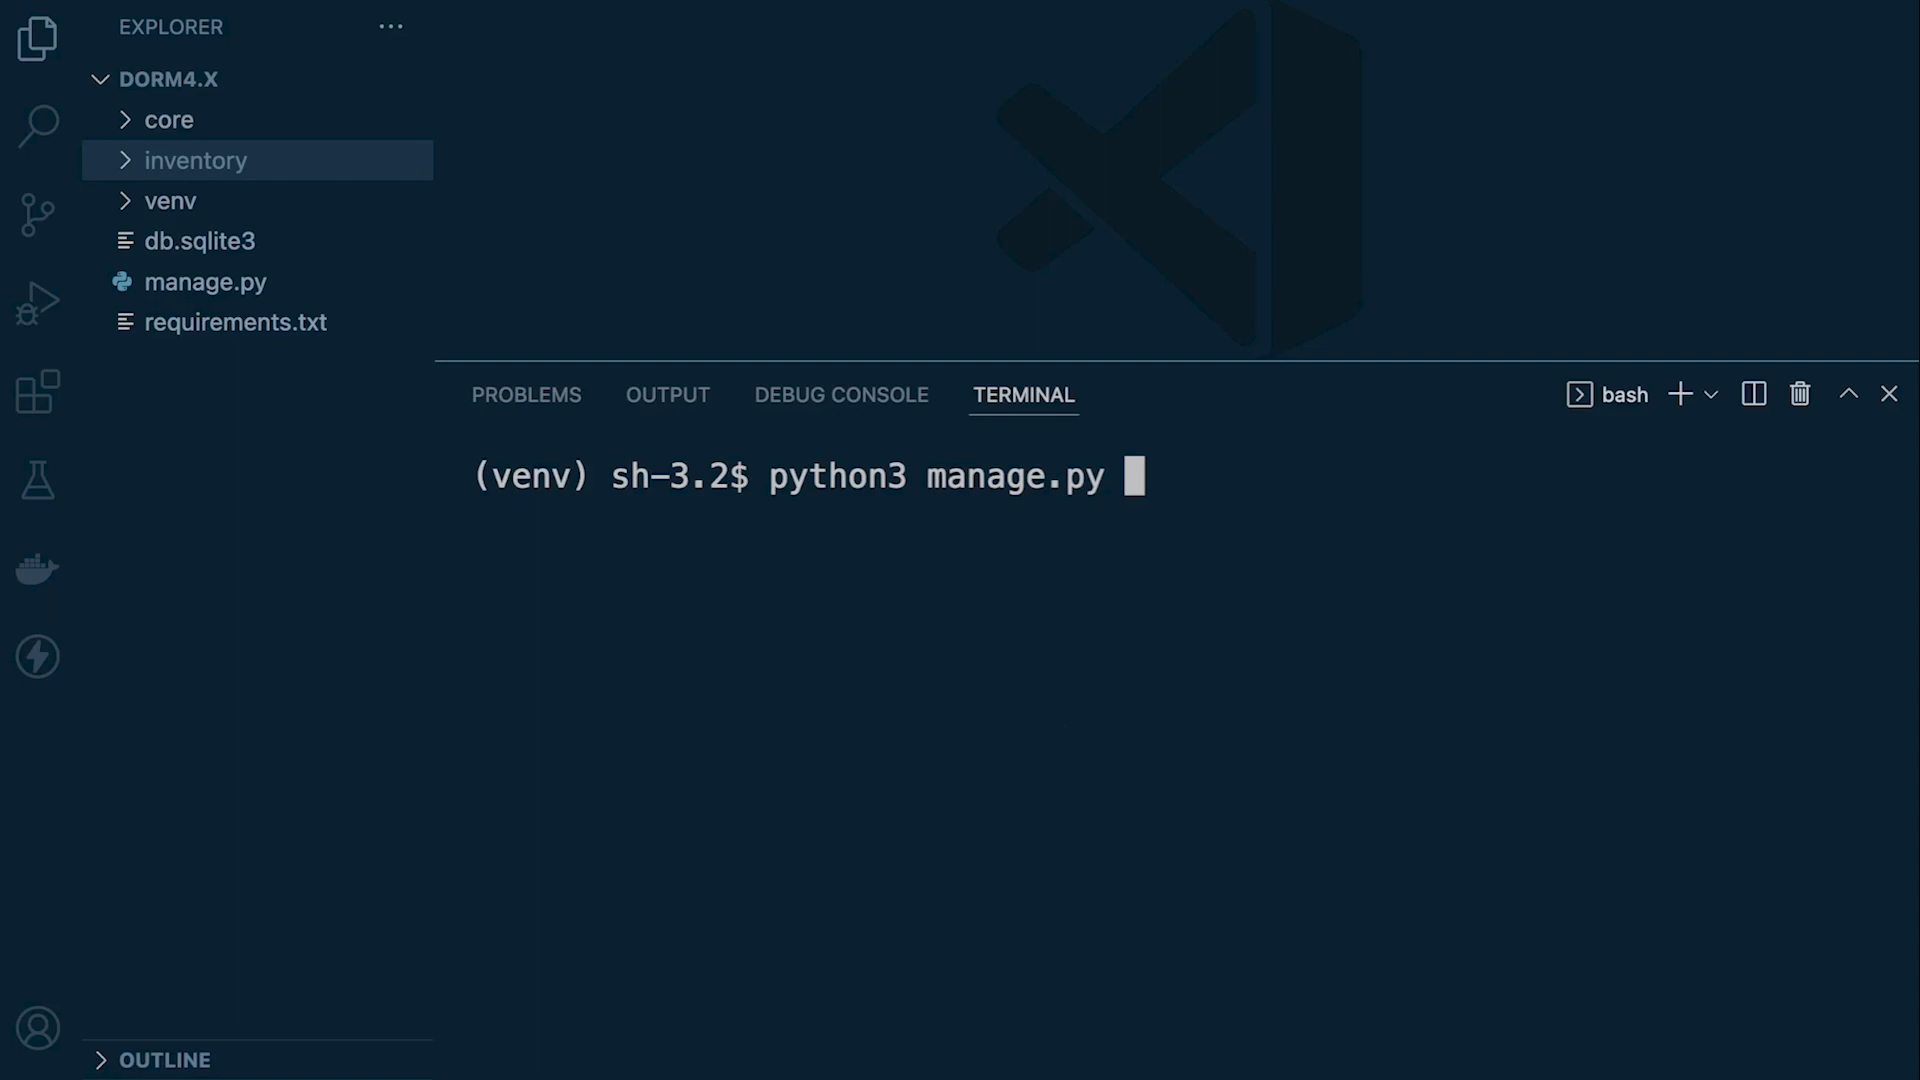 EXPLORER
DORM4.X
core
inventory
venv
db.sqlite3
manage.py
requirements.txt
PROBLEMS OUTPUT DEBUG CONSOLE TERMINAL bash
(venv) sh-3.2$ python3 manage.py
OUTLINE